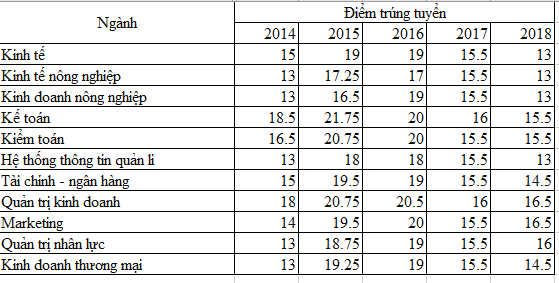 Ngành Điểm trúng tuyển
2014 2015 2016 2017 2018
Kinh tế 15 19 19 15.5 13
Kinh tế nông nghiệp 13 17.25 17 15.5 13
Kinh doanh nông nghiệp 13 16.5 19 15.5 13
Kế toán 18.5 21.75 20 16 15.5
Kiểm toán 16.5 20.75 20 15.5 15.5
Hệ thống thông tin quản lí 13 18 18 15.5 13
Tài chính - ngân hàng 15 19.5 19 15.5 14.5
Quản trị kinh doanh 18 20.75 20.5 16 16.5
Marketing 14 19.5 20 15.5 16.5
Quản trị nhân lực 13 18.75 19 15.5 16
Kinh doanh thương mại 13 19.25 19 15.5 14.5